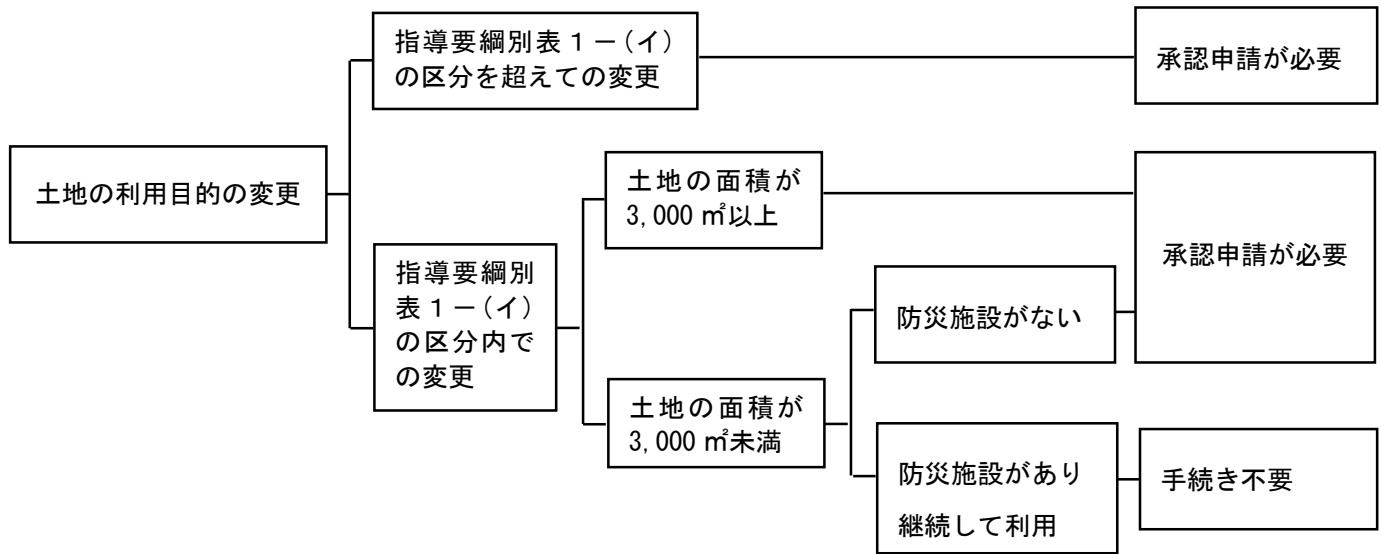 指導要綱別表１－（イ）
の区分を超えての変更
承認申請が必要
土地の利用目的の変更
土地の面積が
3,000 ㎡以上
承認申請が必要
指導要綱別
表１－（イ）
の区分内で
の変更
防災施設がない
土地の面積が
3,000 ㎡未満
防災施設があり
継続して利用
手続き不要